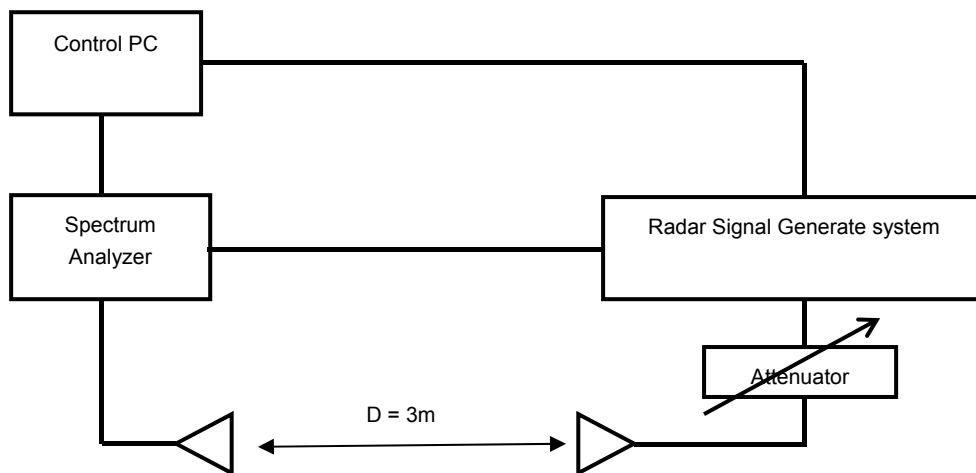 Control PC
Spectrum
Analyzer
Radar Signal Generate system
Attenuator
D = 3m